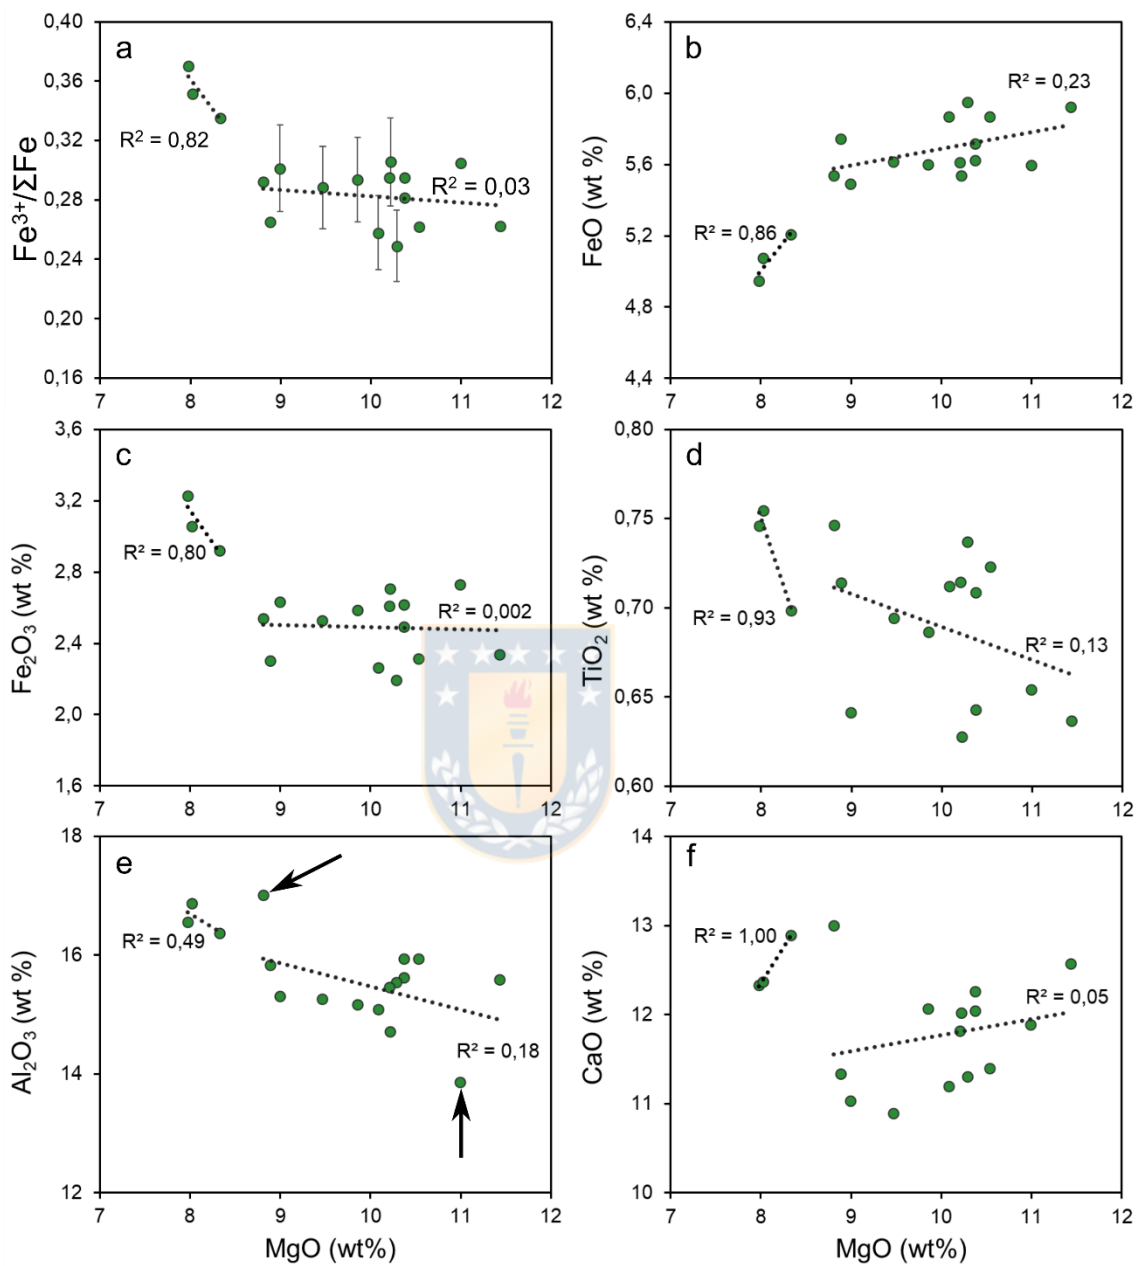 a
Fe³⁺/ΣFe
0,40
0,36
0,32
0,28
0,24
0,20
0,16
R² = 0,82
R² = 0,03
7 8 9 10 11 12
b
FeO (wt %)
6,4
6,0
5,6
5,2
4,8
4,4
R² = 0,23
R² = 0,86
7 8 9 10 11 12
c
Fe₂O₃ (wt %)
3,6
3,2
2,8
2,4
2,0
1,6
R² = 0,80
R² = 0,002
7 8 9 10 11 12
d
TiO₂ (wt %)
0,80
0,75
0,70
0,65
0,60
R² = 0,93
R² = 0,13
7 8 9 10 11 12
e
Al₂O₃ (wt %)
18
16
14
12
R² = 0,49
R² = 0,18
7 8 9 10 11 12
MgO (wt%)
f
CaO (wt %)
14
13
12
11
10
R² = 1,00
R² = 0,05
7 8 9 10 11 12
MgO (wt%)